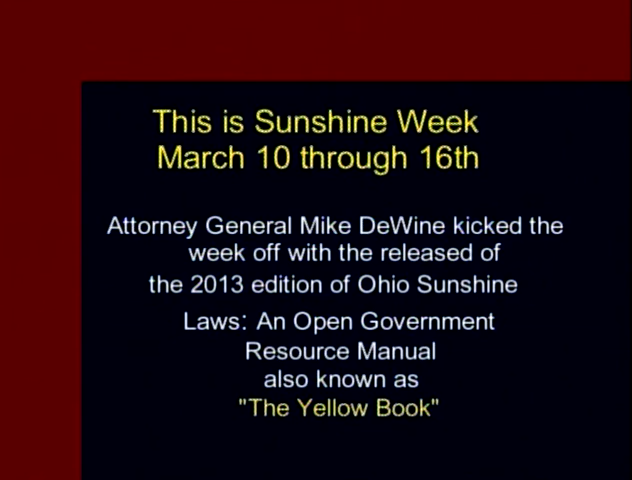 This is Sunshine Week
March 10 through 16th
Attorney General Mike DeWine kicked the
week off with the released of
the 2013 edition of Ohio Sunshine
Laws: An Open Government
Resource Manual
also known as
"The Yellow Book"